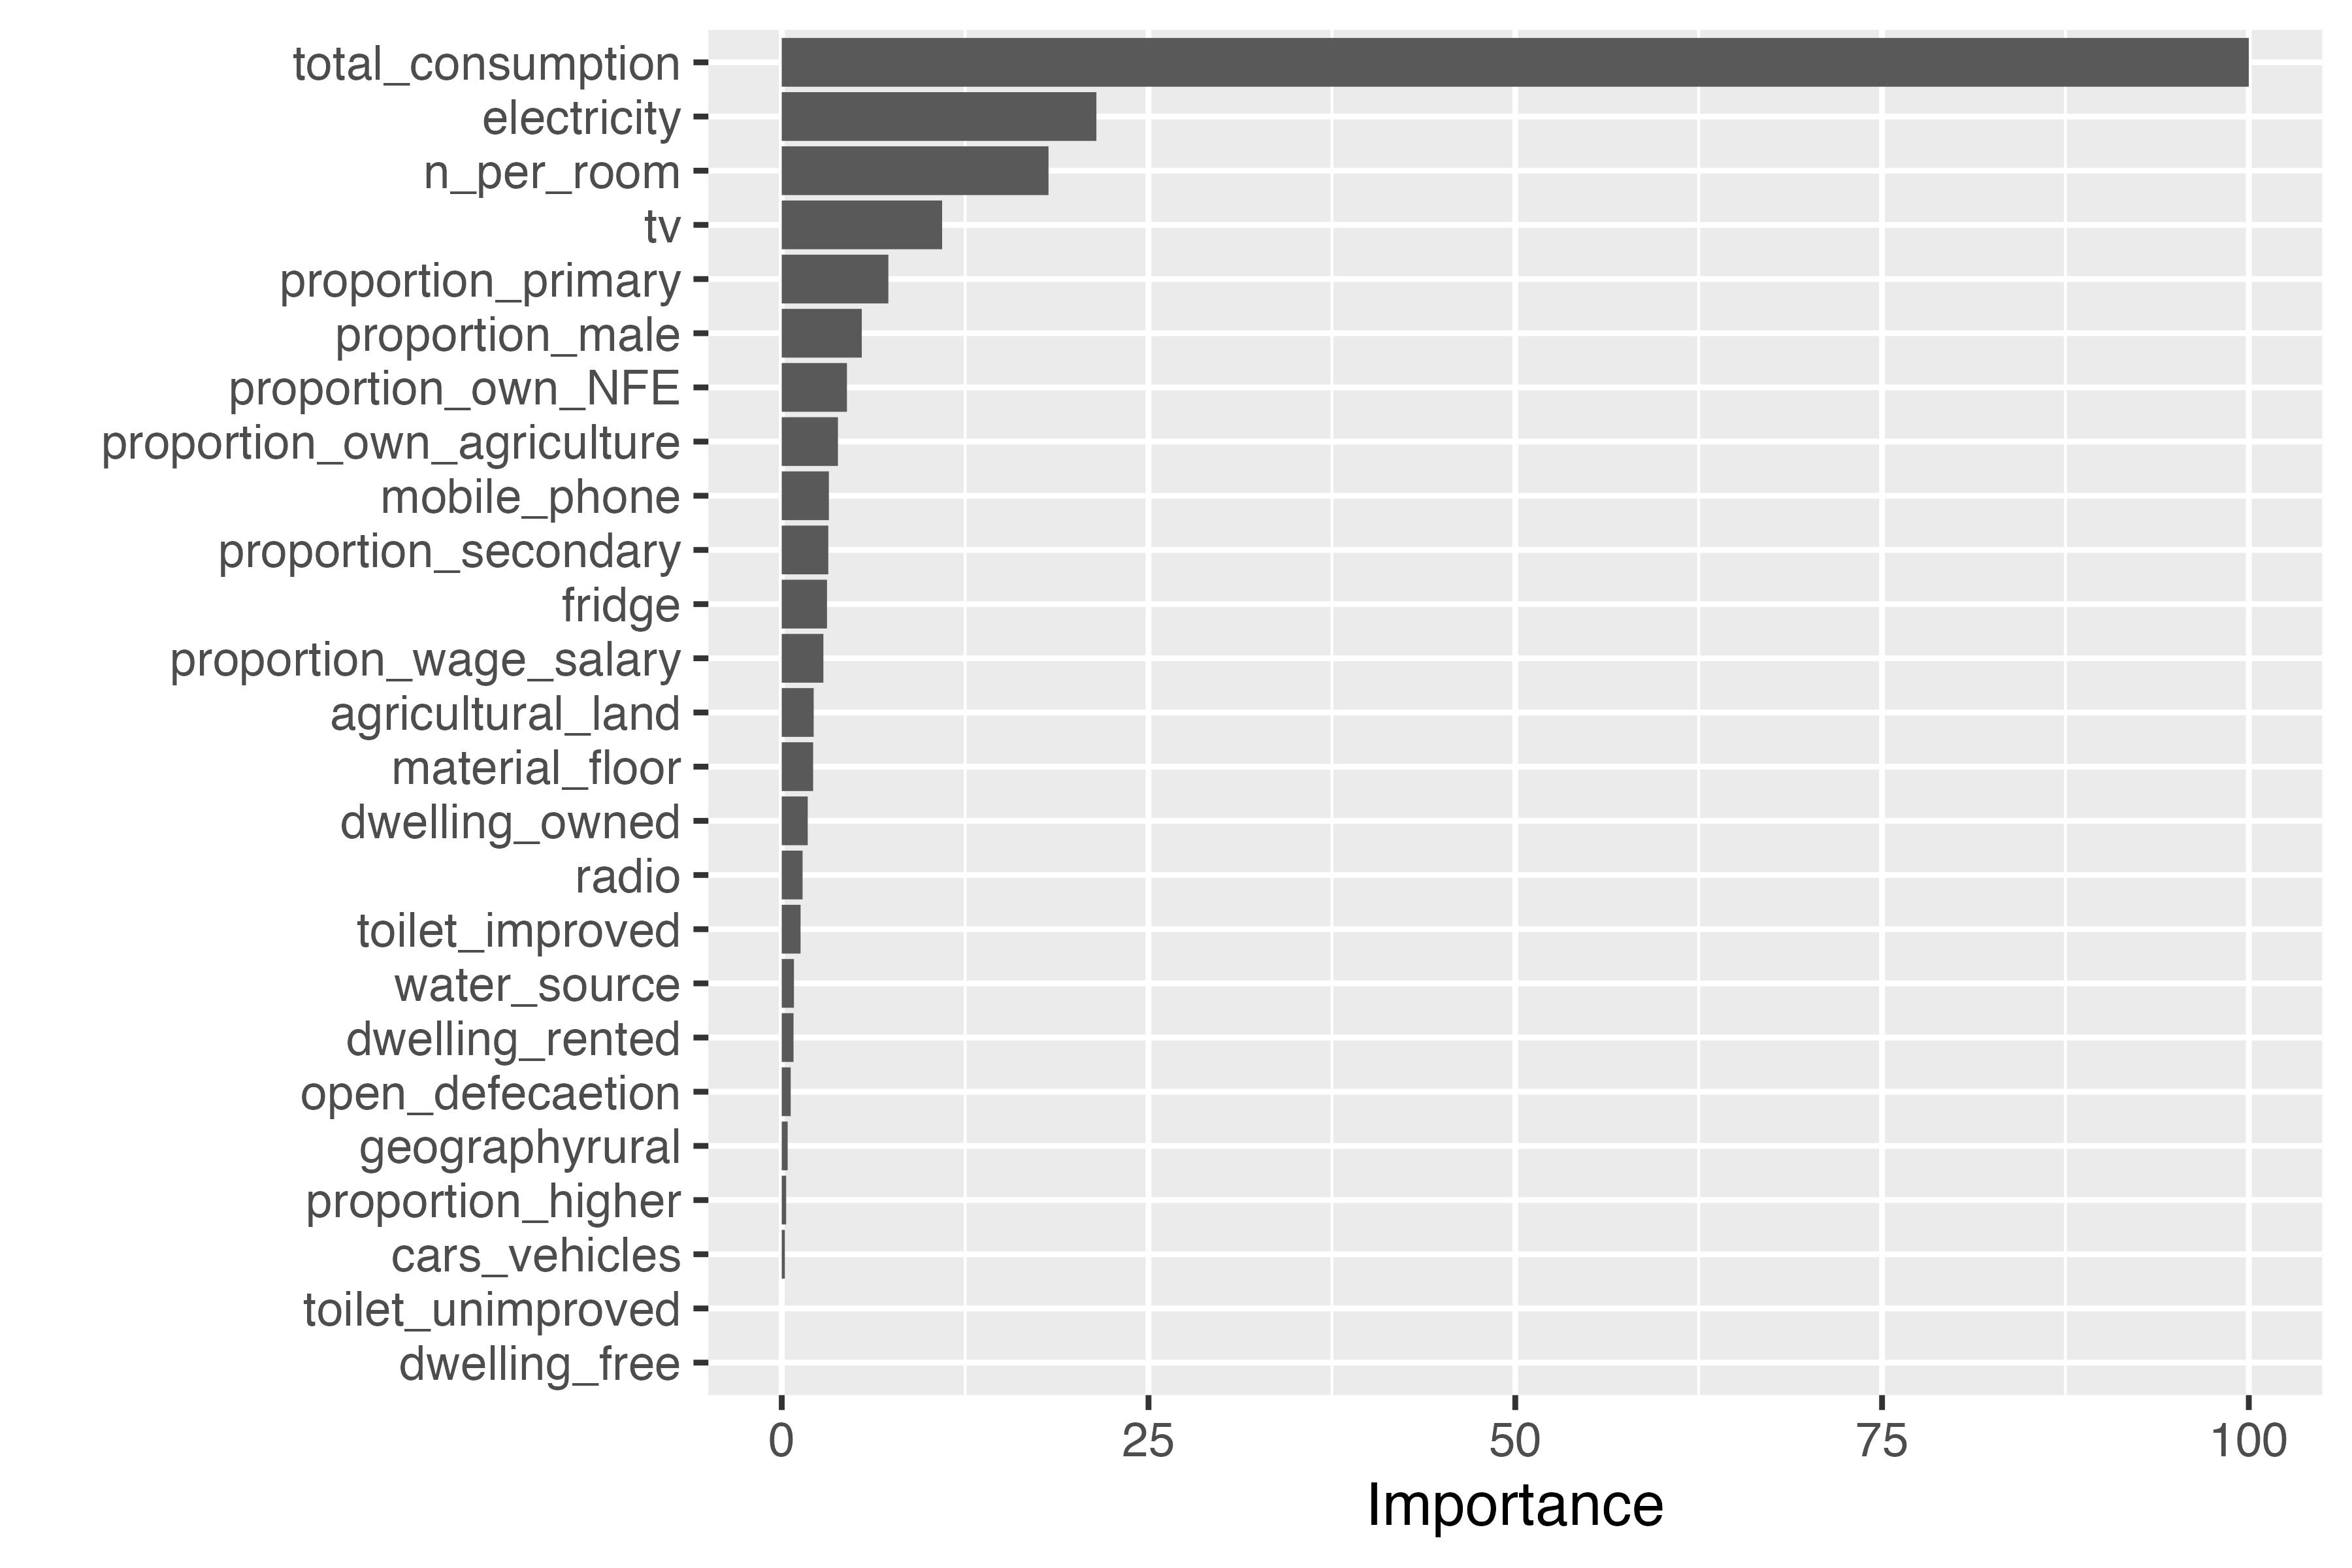 total_consumption
electricity
n_per_room
tv
proportion_primary
proportion_male
proportion_own_NFE
proportion_own_agriculture
mobile_phone
proportion_secondary
fridge
proportion_wage_salary
agricultural_land
material_floor
dwelling_owned
radio
toilet_improved
water_source
dwelling_rented
open_defecaetion
geographyrural
proportion_higher
cars_vehicles
toilet_unimproved
dwelling_free
0 25 50 75 100
Importance